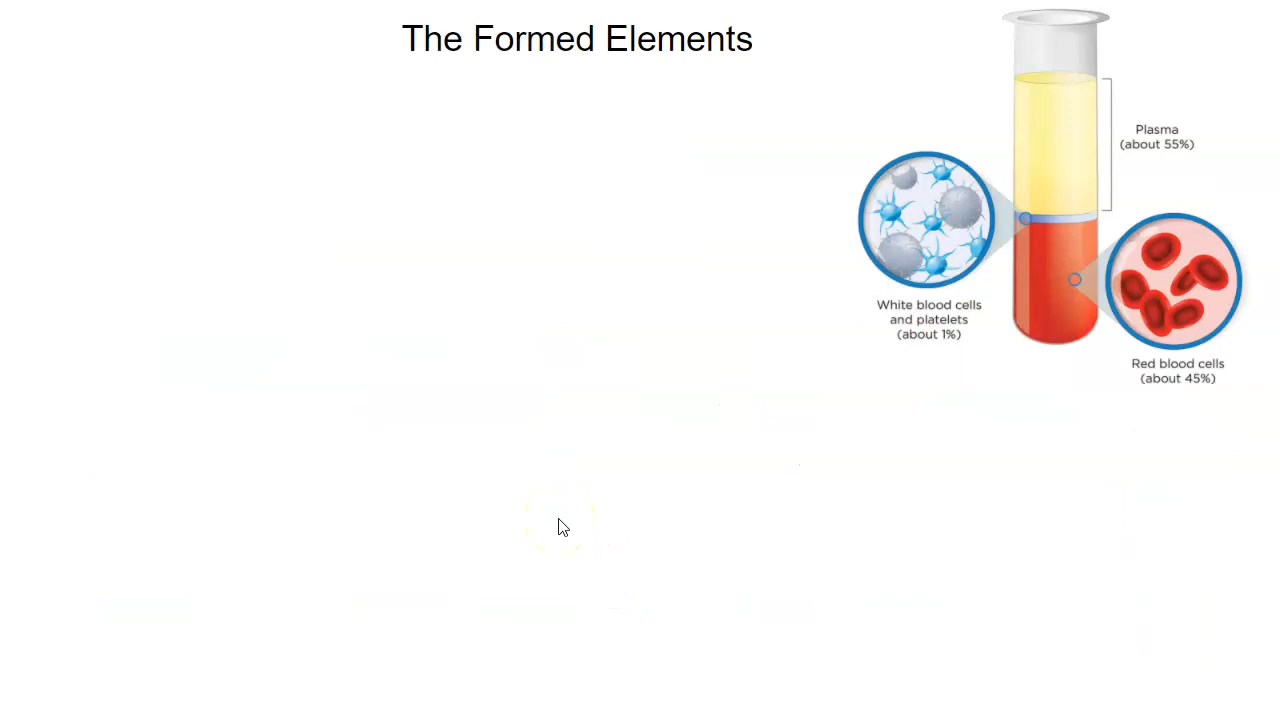 The Formed Elements
Plasma
(about 55%)
White blood cells
and platelets
(about 1%)
Red blood cells
(about 45%)